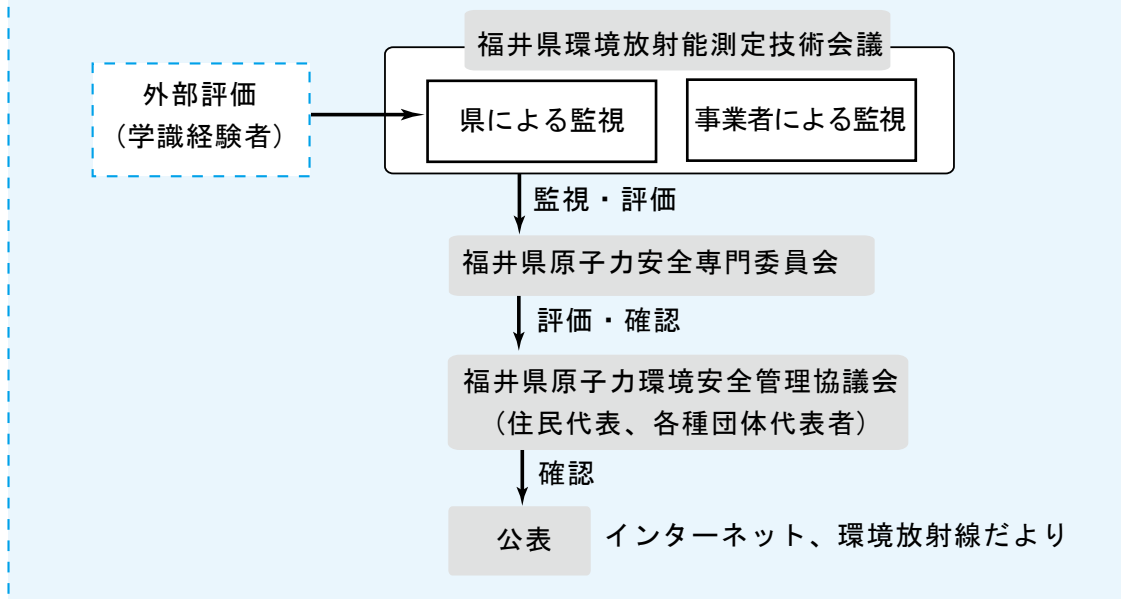 福井県環境放射能測定技術会議
外部評価
（学識経験者）
県による監視
事業者による監視
監視・評価
福井県原子力安全専門委員会
評価・確認
福井県原子力環境安全管理協議会
（住民代表、各種団体代表者）
確認
公表
インターネット、環境放射線だより